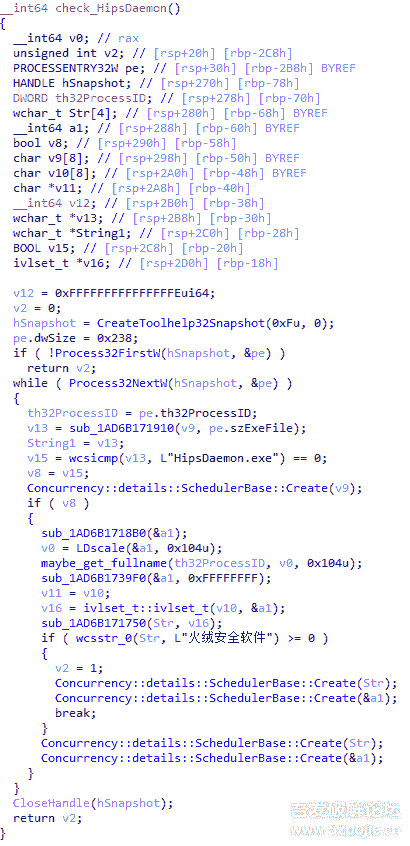 __int64 check_HipsDaemon()
{
__int64 v0; // rax
unsigned int v2; // [rsp+20h] [rbp-2C8h]
PROCESSENTRY32W pe; // [rsp+30h] [rbp-2B8h] BYREF
HANDLE hSnapshot; // [rsp+270h] [rbp-78h]
DWORD th32ProcessID; // [rsp+278h] [rbp-70h]
wchar_t Str[4]; // [rsp+280h] [rbp-68h] BYREF
__int64 a1; // [rsp+288h] [rbp-60h] BYREF
bool v8; // [rsp+290h] [rbp-58h]
char v9[8]; // [rsp+298h] [rbp-50h] BYREF
char v10[8]; // [rsp+2A0h] [rbp-48h] BYREF
char *v11; // [rsp+2A8h] [rbp-40h]
__int64 v12; // [rsp+2B0h] [rbp-38h]
wchar_t *v13; // [rsp+2B8h] [rbp-30h]
wchar_t *String1; // [rsp+2C0h] [rbp-28h]
BOOL v15; // [rsp+2C8h] [rbp-20h]
ivlset_t *v16; // [rsp+2D0h] [rbp-18h]
v12 = 0xFFFFFFFFFFFFFFFEui64;
v2 = 0;
hSnapshot = CreateToolhelp32Snapshot(0xFu, 0);
pe.dwSize = 0x238;
if ( !Process32FirstW(hSnapshot, &pe) )
return v2;
while ( Process32NextW(hSnapshot, &pe) )
{
th32ProcessID = pe.th32ProcessID;
v13 = sub_1AD6B171910(v9, pe.szExeFile);
String1 = v13;
v15 = wcsicmp(v13, L"HipsDaemon.exe") == 0;
v8 = v15;
Concurrency::details::SchedulerBase::Create(v9);
if ( v8 )
{
sub_1AD6B1718B0(&a1);
v0 = LDscale(&a1, 0x104u);
maybe_get_fullname(th32ProcessID, v0, 0x104u);
sub_1AD6B1739F0(&a1, 0xFFFFFFFF);
v11 = v10;
v16 = ivlset_t::ivlset_t(v10, &a1);
sub_1AD6B171750(Str, v16);
if ( wcsstr_0(Str, L"火绒安全软件") >= 0 )
{
v2 = 1;
Concurrency::details::SchedulerBase::Create(Str);
Concurrency::details::SchedulerBase::Create(&a1);
break;
}
Concurrency::details::SchedulerBase::Create(Str);
Concurrency::details::SchedulerBase::Create(&a1);
}
}
CloseHandle(hSnapshot);
return v2;
}
吾爱破解论坛
www.52pojie.cn